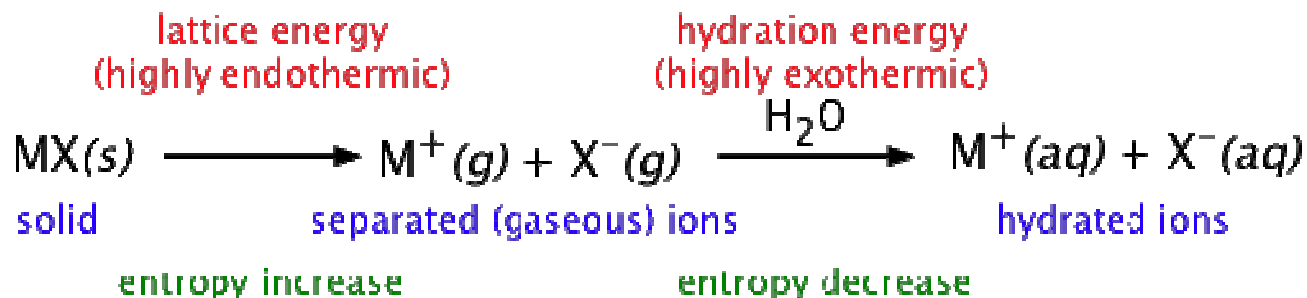 lattice energy hydration energy
(highly endothermic) (highly exothermic)
H₂O
MX(s) → M⁺(g) + X⁻(g) → M⁺(aq) + X⁻(aq)
solid separated (gaseous) ions hydrated ions
entropy increase entropy decrease